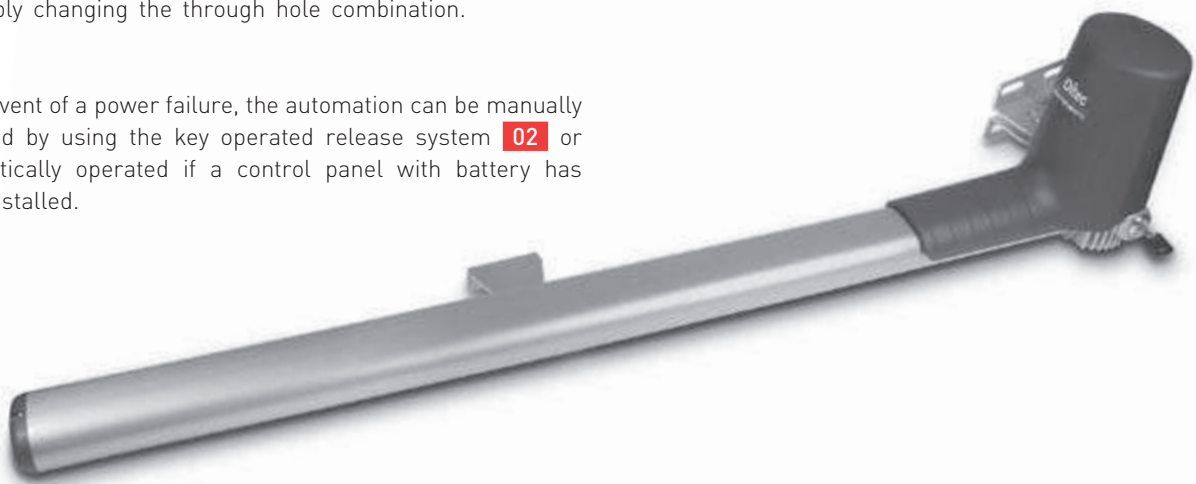 ply changing the through hole combination.
vent of a power failure, the automation can be manually
d by using the key operated release system 02 or
tically operated if a control panel with battery has
stalled.
Ditec